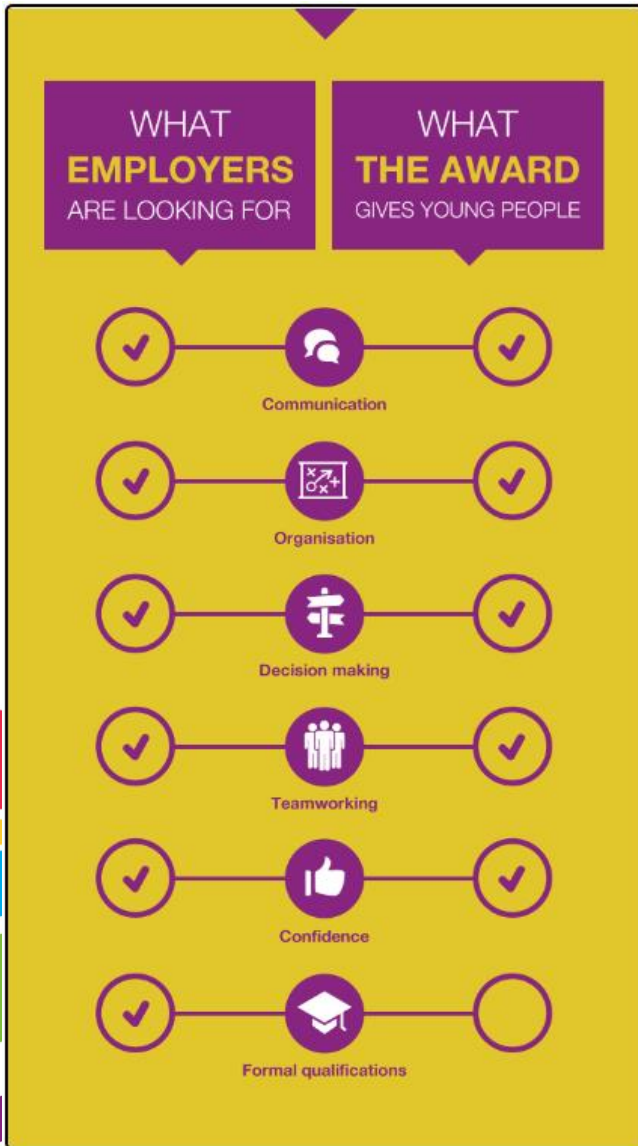 WHAT
EMPLOYERS
ARE LOOKING FOR
WHAT
THE AWARD
GIVES YOUNG PEOPLE
Communication
Organisation
Decision making
Teamworking
Confidence
Formal qualifications